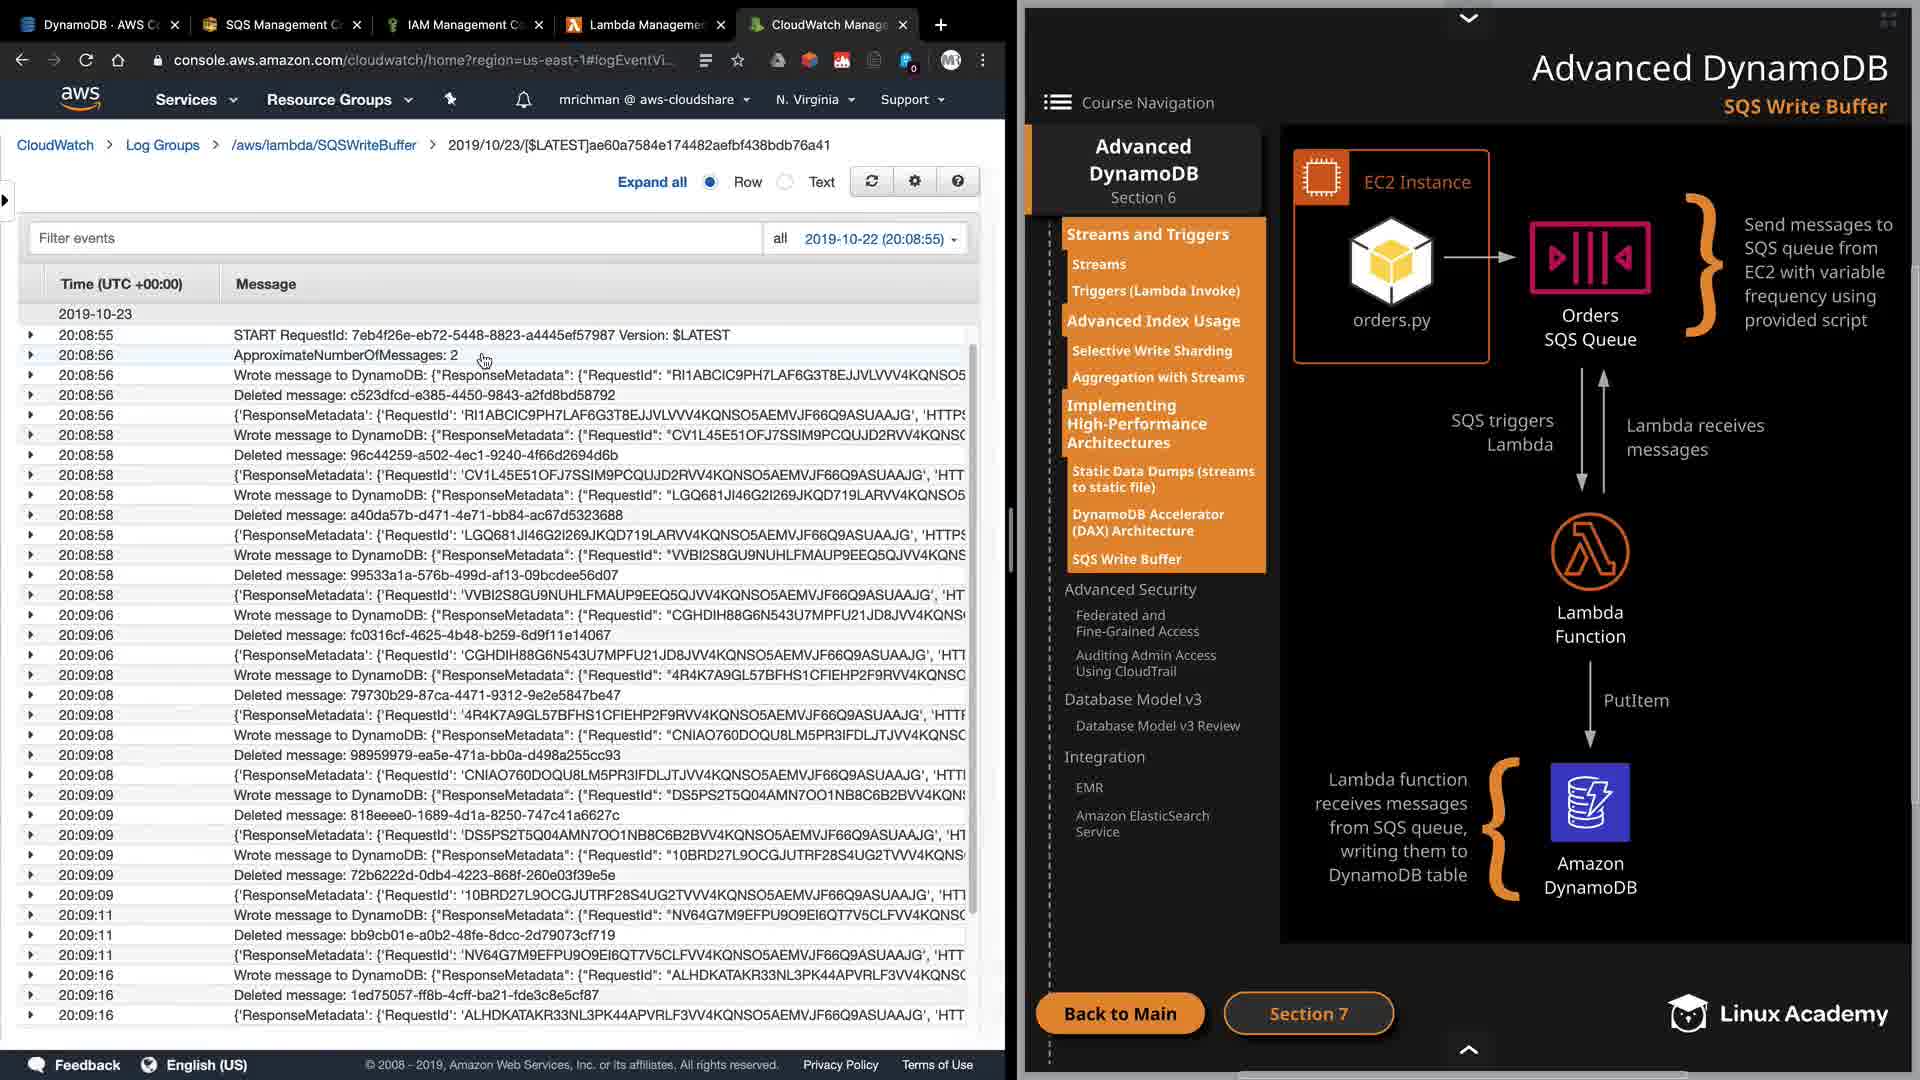 DynamoDB · AWS Co
SQS Management C
IAM Management C
Lambda Manageme
CloudWatch Manage
console.aws.amazon.com/cloudwatch/home?region=us-east-1#logEventVi...
0
aws
Services
Resource Groups
mrichman @ aws-cloudshare
N. Virginia
Support
CloudWatch
Log Groups
/aws/lambda/SQSWriteBuffer
2019/10/23/[$LATEST]ae60a7584e174482aefbf438bdb76a41
Expand all
Row
Text
Filter events
all
2019-10-22 (20:08:55)
Time (UTC +00:00)
Message
2019-10-23
20:08:55 START RequestId: 7eb4f26e-eb72-5448-8823-a4445ef57987 Version: $LATEST
20:08:56 ApproximateNumberOfMessages: 2
20:08:56 Wrote message to DynamoDB: {"ResponseMetadata": {"RequestId": "RI1ABCIC9PH7LAF6G3T8EJJVLVVV4KQNSO5
20:08:56 Deleted message: c523dfcd-e385-4450-9843-a2fd8bd58792
20:08:56 {'ResponseMetadata': {'RequestId': 'RI1ABCIC9PH7LAF6G3T8EJJVLVVV4KQNSO5AEMVJF66Q9ASUAAJG', 'HTTPS
20:08:58 Wrote message to DynamoDB: {"ResponseMetadata": {"RequestId": "CV1L45E51OFJ7SSIM9PCQUJD2RVV4KQNSO
20:08:58 Deleted message: 96c44259-a502-4ec1-9240-4f66d2694d6b
20:08:58 {'ResponseMetadata': {'RequestId': 'CV1L45E51OFJ7SSIM9PCQUJD2RVV4KQNSO5AEMVJF66Q9ASUAAJG', 'HTT
20:08:58 Wrote message to DynamoDB: {"ResponseMetadata": {"RequestId": "LGQ681JI46G2I269JKQD719LARVV4KQNSO5
20:08:58 Deleted message: a40da57b-d471-4e71-bb84-ac67d5323688
20:08:58 {'ResponseMetadata': {'RequestId': 'LGQ681JI46G2I269JKQD719LARVV4KQNSO5AEMVJF66Q9ASUAAJG', 'HTTPS
20:08:58 Wrote message to DynamoDB: {"ResponseMetadata": {"RequestId": "VVBI2S8GU9NUHLFMAUP9EEQ5QJVV4KQNSO
20:08:58 Deleted message: 99533a1a-576b-499d-af13-09bcdee56d07
20:08:58 {'ResponseMetadata': {'RequestId': 'VVBI2S8GU9NUHLFMAUP9EEQ5QJVV4KQNSO5AEMVJF66Q9ASUAAJG', 'HT
20:09:06 Wrote message to DynamoDB: {"ResponseMetadata": {"RequestId": "CGHDIH88G6N543U7MPFU21JD8JVV4KQNSO
20:09:06 Deleted message: fc0316cf-4625-4b48-b259-6d9f11e14067
20:09:06 {'ResponseMetadata': {'RequestId': 'CGHDIH88G6N543U7MPFU21JD8JVV4KQNSO5AEMVJF66Q9ASUAAJG', 'HT
20:09:08 Wrote message to DynamoDB: {"ResponseMetadata": {"RequestId": "4R4K7A9GL57BFHS1CFIEHP2F9RVV4KQNSO
20:09:08 Deleted message: 79730b29-87ca-4471-9312-9e2e5847be47
20:09:08 {'ResponseMetadata': {'RequestId': '4R4K7A9GL57BFHS1CFIEHP2F9RVV4KQNSO5AEMVJF66Q9ASUAAJG', 'HTTF
20:09:08 Wrote message to DynamoDB: {"ResponseMetadata": {"RequestId": "CNIAO760DOQU8LM5PR3IFDLJTJVV4KQNSO
20:09:08 Deleted message: 98959979-ea5e-471a-bb0a-d498a255cc93
20:09:08 {'ResponseMetadata': {'RequestId': 'CNIAO760DOQU8LM5PR3IFDLJTJVV4KQNSO5AEMVJF66Q9ASUAAJG', 'HTTI
20:09:09 Wrote message to DynamoDB: {"ResponseMetadata": {"RequestId": "DS5PS2T5Q04AMN7OO1NB8C6B2BVV4KQNS
20:09:09 Deleted message: 818eeee0-1689-4d1a-8250-747c41a6627c
20:09:09 {'ResponseMetadata': {'RequestId': 'DS5PS2T5Q04AMN7OO1NB8C6B2BVV4KQNSO5AEMVJF66Q9ASUAAJG', 'HT
20:09:09 Wrote message to DynamoDB: {"ResponseMetadata": {"RequestId": "10BRD27L9OCGJUTRF28S4UG2TVVV4KQNS
20:09:09 Deleted message: 72b6222d-0db4-4223-868f-260e03f39e5e
20:09:09 {'ResponseMetadata': {'RequestId': '10BRD27L9OCGJUTRF28S4UG2TVVV4KQNSO5AEMVJF66Q9ASUAAJG', 'HT
20:09:11 Wrote message to DynamoDB: {"ResponseMetadata": {"RequestId": "NV64G7M9EFPU9O9EI6QT7V5CLFVV4KQNSO
20:09:11 Deleted message: bb9cb01e-a0b2-48fe-8dcc-2d79073cf719
20:09:11 {'ResponseMetadata': {'RequestId': 'NV64G7M9EFPU9O9EI6QT7V5CLFVV4KQNSO5AEMVJF66Q9ASUAAJG', 'HTT
20:09:16 Wrote message to DynamoDB: {"ResponseMetadata": {"RequestId": "ALHDKATAKR33NL3PK44APVRLF3VV4KQNSO
20:09:16 Deleted message: 1ed75057-ff8b-4cff-ba21-fde3c8e5cf87
20:09:16 {'ResponseMetadata': {'RequestId': 'ALHDKATAKR33NL3PK44APVRLF3VV4KQNSO5AEMVJF66Q9ASUAAJG', 'HTT
Feedback
English (US)
© 2008 - 2019, Amazon Web Services, Inc. or its affiliates. All rights reserved.
Privacy Policy
Terms of Use
Advanced DynamoDB
SQS Write Buffer
Course Navigation
Advanced
DynamoDB
Section 6
Streams and Triggers
Streams
Triggers (Lambda Invoke)
Advanced Index Usage
Selective Write Sharding
Aggregation with Streams
Implementing
High-Performance
Architectures
Static Data Dumps (streams
to static file)
DynamoDB Accelerator
(DAX) Architecture
SQS Write Buffer
Advanced Security
Federated and
Fine-Grained Access
Auditing Admin Access
Using CloudTrail
Database Model v3
Database Model v3 Review
Integration
EMR
Amazon ElasticSearch
Service
EC2 Instance
orders.py
Orders
SQS Queue
Send messages to
SQS queue from
EC2 with variable
frequency using
provided script
SQS triggers
Lambda
Lambda receives
messages
Lambda
Function
PutItem
Lambda function
receives messages
from SQS queue,
writing them to
DynamoDB table
Amazon
DynamoDB
Back to Main
Section 7
Linux Academy